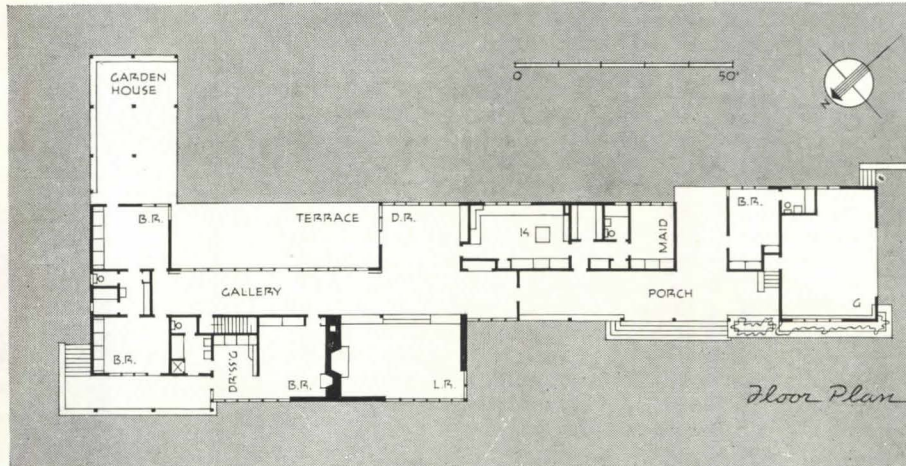 GARDEN
HOUSE
0 50'
N
B.R.
TERRACE
D.R.
K
MAID
B.R.
GALLERY
PORCH
G
B.R.
DR'SS'G
B.R.
L.R.
Floor Plan